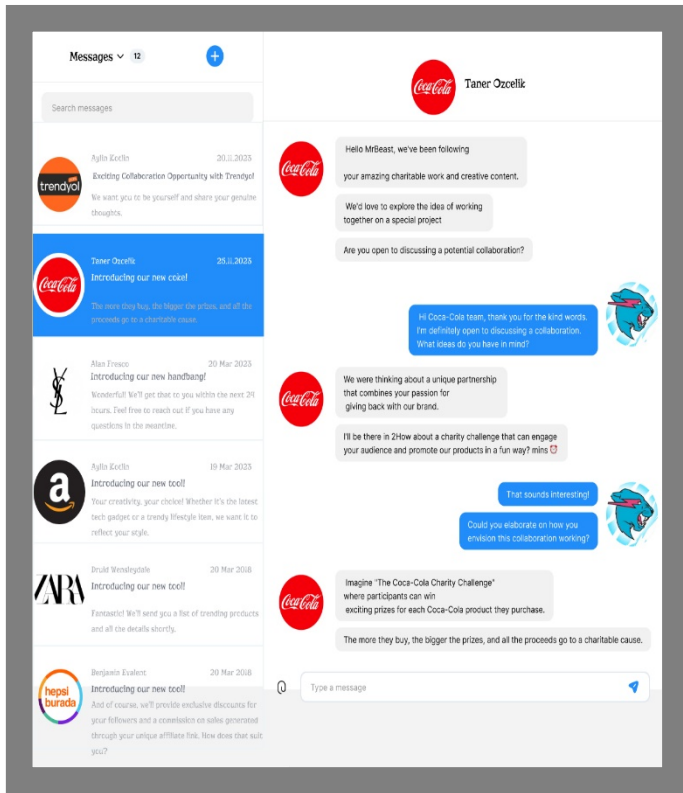 Messages 12
+
Search messages
trendyol
Aylin Kotlin 20.11.2023
Exciting Collaboration Opportunity with Trendyol
We want you to be yourself and share your genuine
thoughts.
Coca-Cola
Taner Ozcelik 25.11.2023
Introducing our new coke!
The more they buy, the bigger the prizes, and all the
proceeds go to a charitable cause.
YSL
Alan Fresco 20 Mar 2023
Introducing our new handbang!
Wonderful! We'll get that to you within the next 24
hours. Feel free to reach out if you have any
questions in the meantime.
a
Aylin Kotlin 19 Mar 2023
Introducing our new tool!
Your creativity, your choice! Whether it's the latest
tech gadget or a trendy lifestyle item, we want it to
reflect your style.
ZARA
Druid Wensleydale 20 Mar 2018
Introducing our new tool!
Fantastic! We'll send you a list of trending products
and all the details shortly.
hepsi
burada
Benjamin Evalent 20 Mar 2018
Introducing our new tool!
And of course, we'll provide exclusive discounts for
your followers and a commission on sales generated
through your unique affiliate link. How does that suit
you?
Coca-Cola
Taner Ozcelik
Coca-Cola
Hello MrBeast, we've been following
your amazing charitable work and creative content.
We'd love to explore the idea of working
together on a special project
Are you open to discussing a potential collaboration?
Hi Coca-Cola team, thank you for the kind words.
I'm definitely open to discussing a collaboration.
What ideas do you have in mind?
Coca-Cola
We were thinking about a unique partnership
that combines your passion for
giving back with our brand.
I'll be there in 2How about a charity challenge that can engage
your audience and promote our products in a fun way? mins ⏰
That sounds interesting!
Could you elaborate on how you
envision this collaboration working?
Coca-Cola
Imagine "The Coca-Cola Charity Challenge"
where participants can win
exciting prizes for each Coca-Cola product they purchase.
The more they buy, the bigger the prizes, and all the proceeds go to a charitable cause.
Type a message